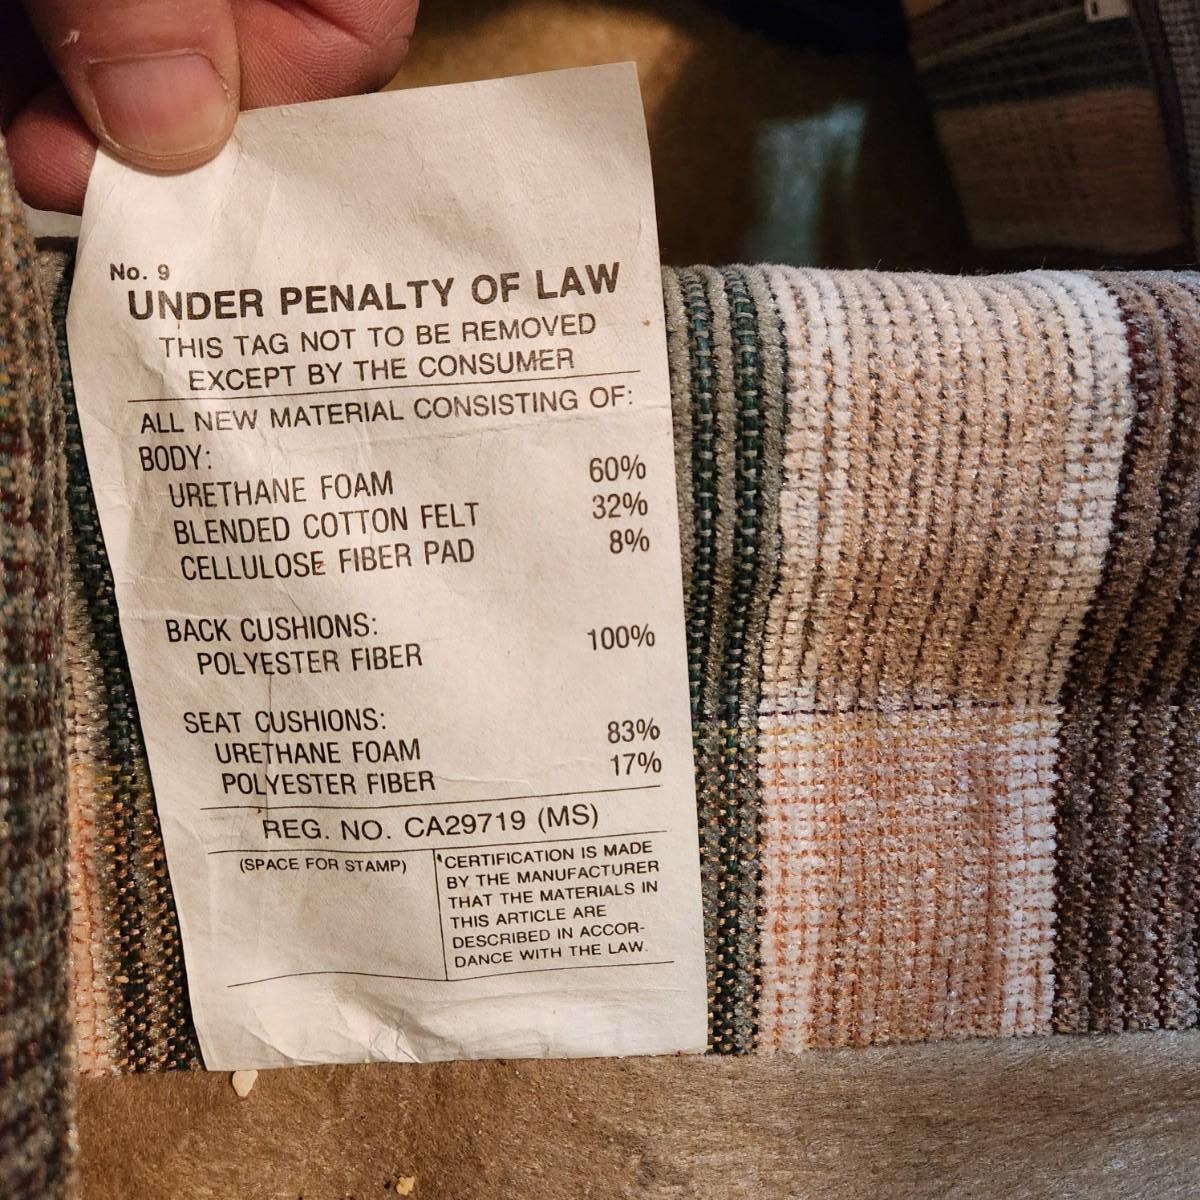 No. 9
UNDER PENALTY OF LAW
THIS TAG NOT TO BE REMOVED
EXCEPT BY THE CONSUMER
ALL NEW MATERIAL CONSISTING OF:
BODY:
URETHANE FOAM 60%
BLENDED COTTON FELT 32%
CELLULOSE FIBER PAD 8%
BACK CUSHIONS:
POLYESTER FIBER 100%
SEAT CUSHIONS:
URETHANE FOAM 83%
POLYESTER FIBER 17%
REG. NO. CA29719 (MS)
(SPACE FOR STAMP)
CERTIFICATION IS MADE
BY THE MANUFACTURER
THAT THE MATERIALS IN
THIS ARTICLE ARE
DESCRIBED IN ACCOR-
DANCE WITH THE LAW.